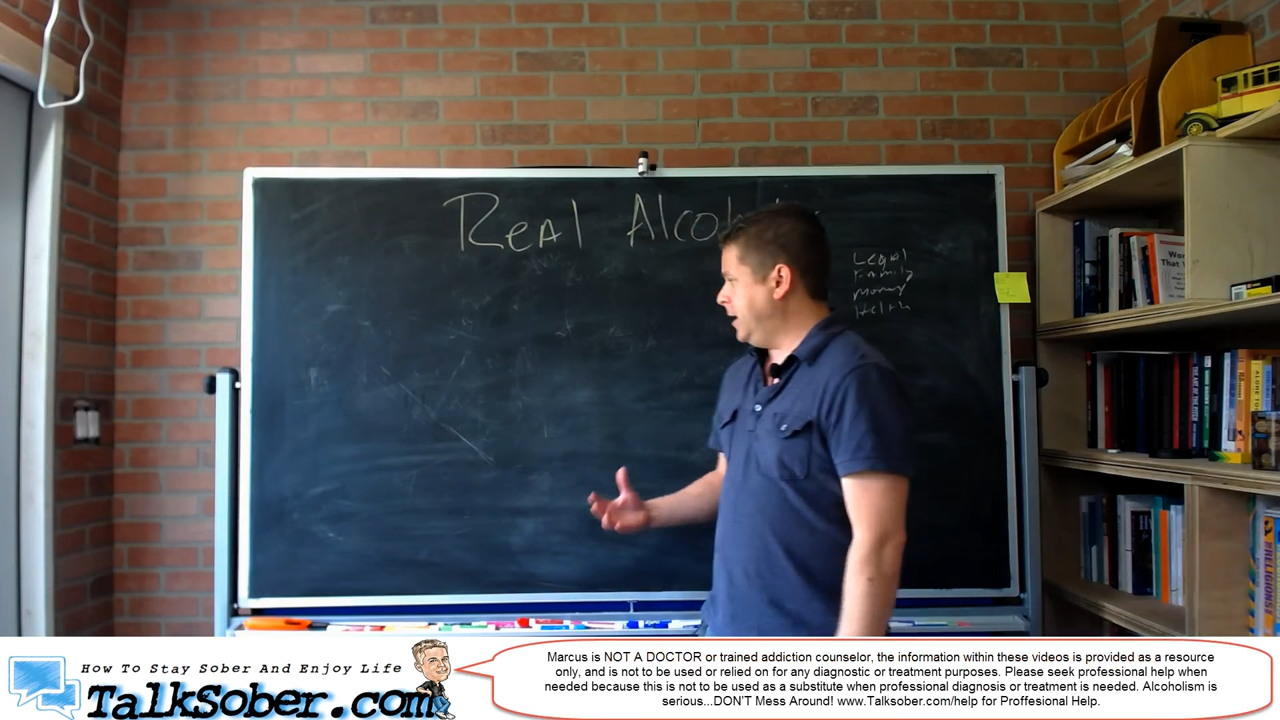 Real Alcoh
Legal
Family
Money
Helth
How To Stay Sober And Enjoy Life
TalkSober.com
Marcus is NOT A DOCTOR or trained addiction counselor, the information within these videos is provided as a resource
only, and is not to be used or relied on for any diagnostic or treatment purposes. Please seek professional help when
needed because this is not to be used as a substitute when professional diagnosis or treatment is needed. Alcoholism is
serious...DON'T Mess Around! www.TalkSober.com/help for Proffesional Help.